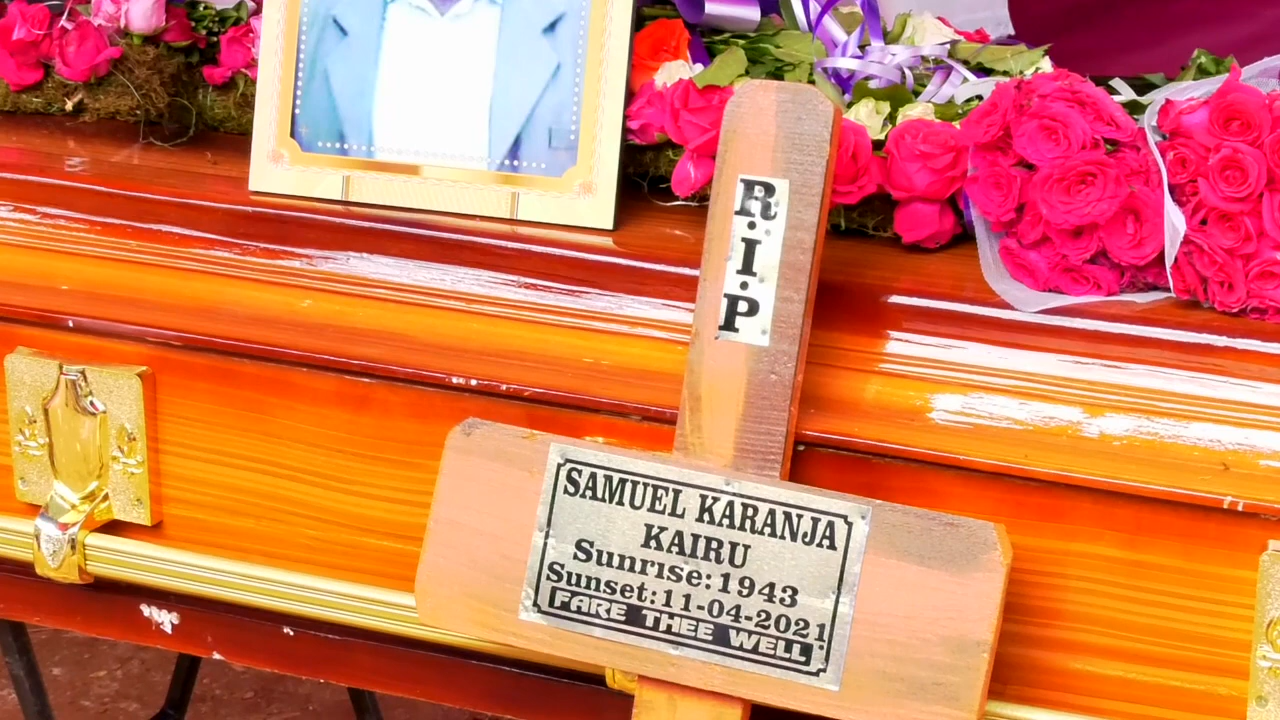 R.I.P
SAMUEL KARANJA
KAIRU
Sunrise:1943
Sunset:11-04-2021
FARE THEE WELL